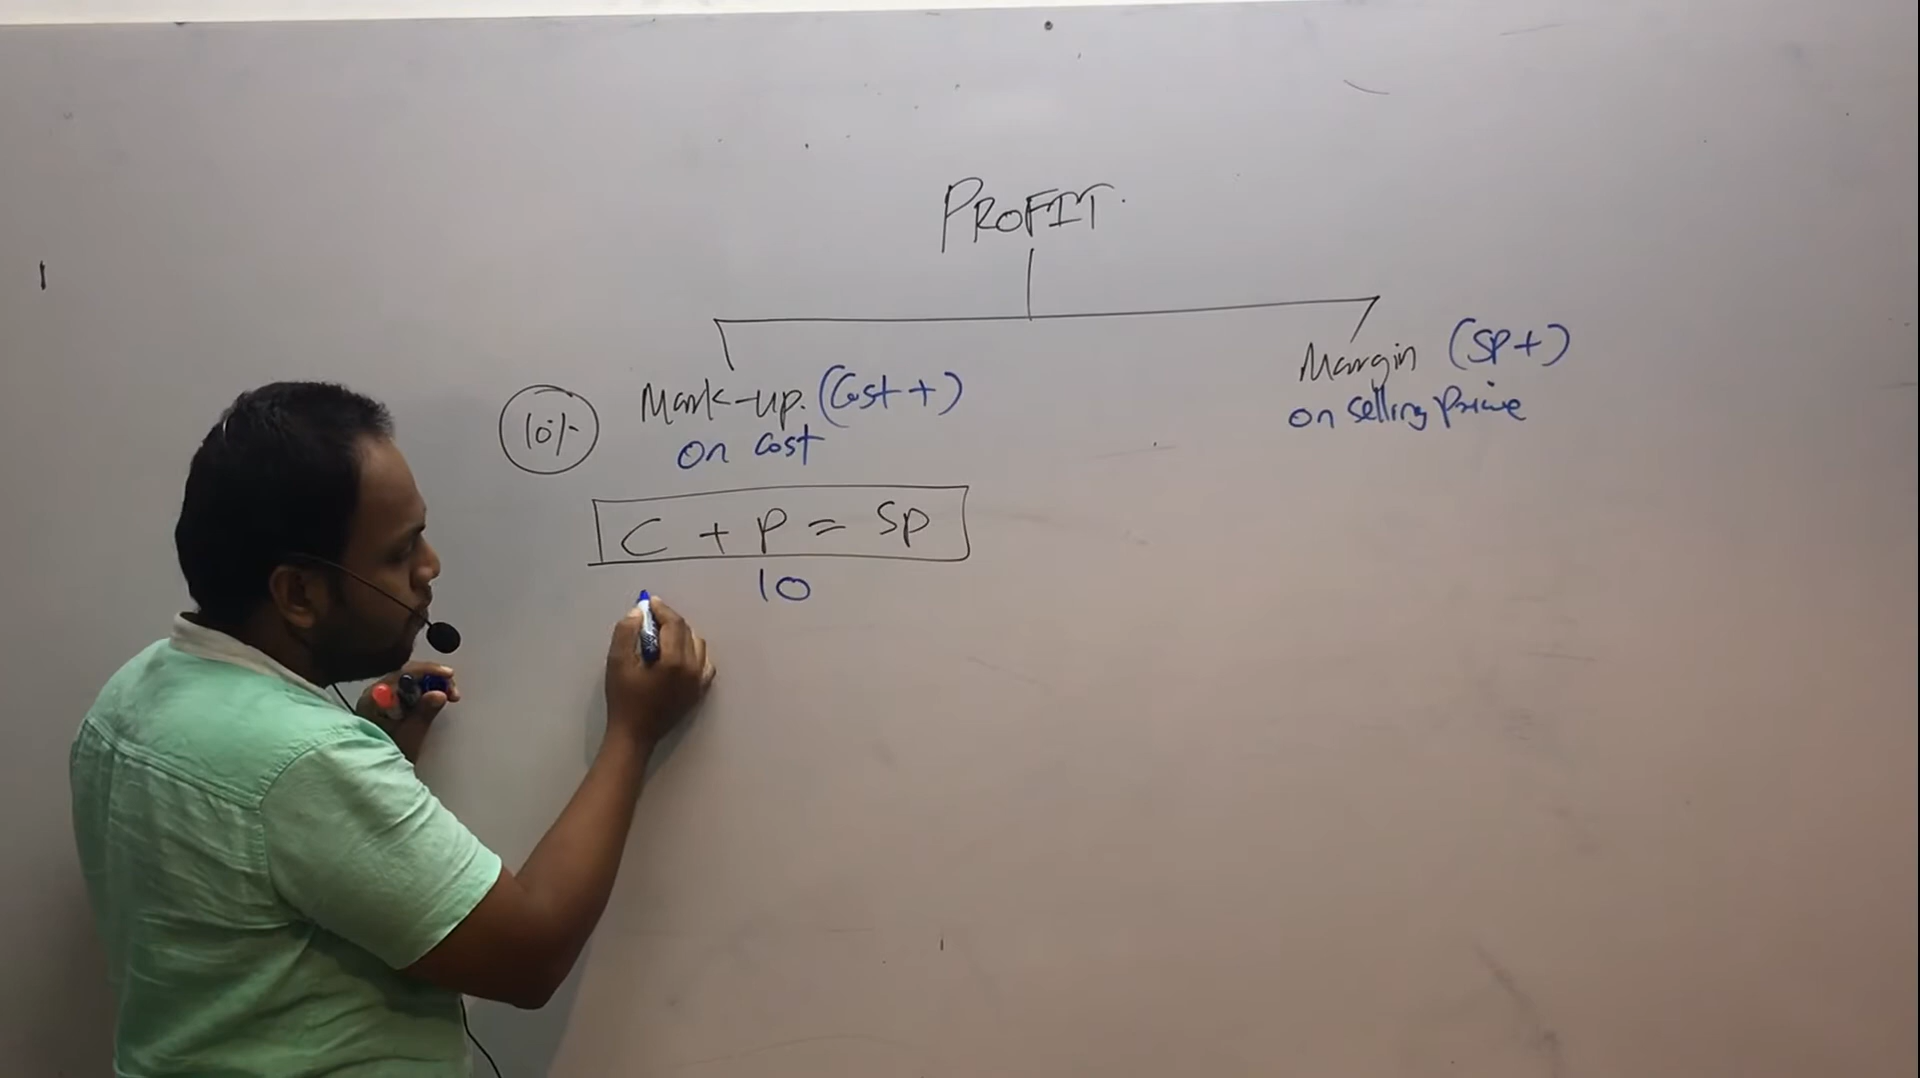 PROFIT.
Mark-up. (Cost +)
on cost
Margin (SP+)
on selling Price
10%
C + P = SP
10